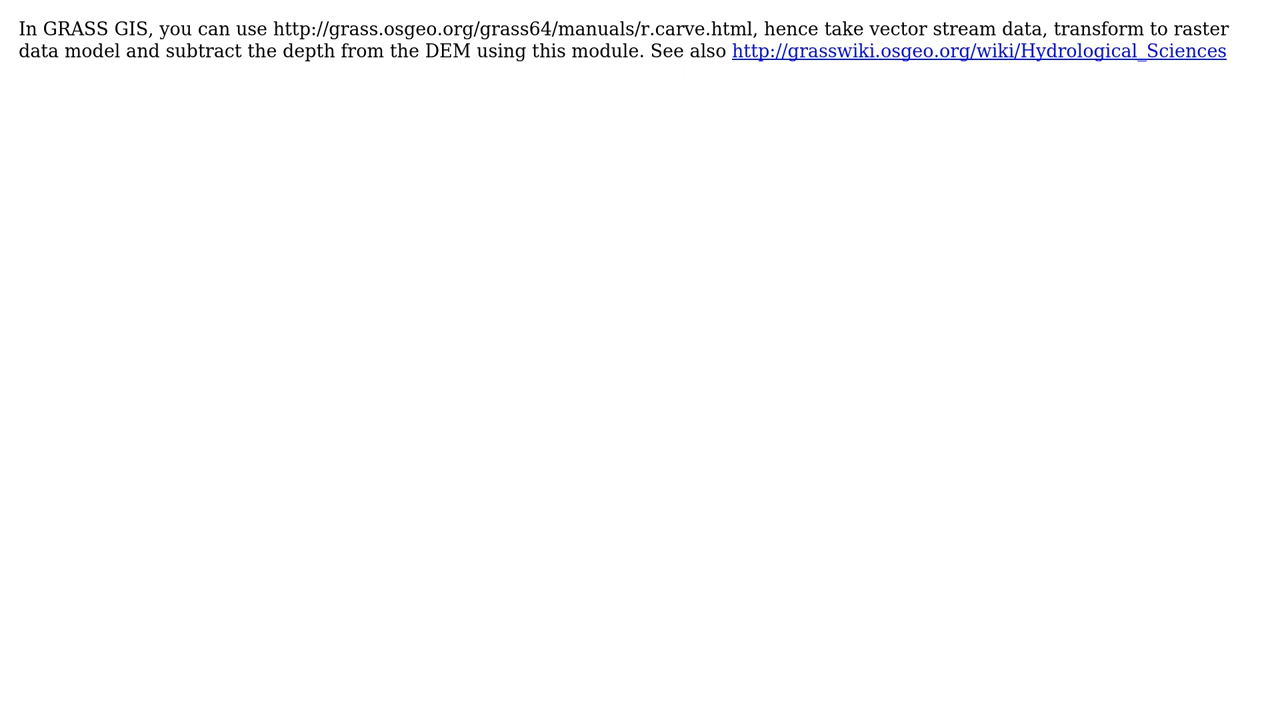 In GRASS GIS, you can use http://grass.osgeo.org/grass64/manuals/r.carve.html, hence take vector stream data, transform to raster
data model and subtract the depth from the DEM using this module. See also http://grasswiki.osgeo.org/wiki/Hydrological_Sciences